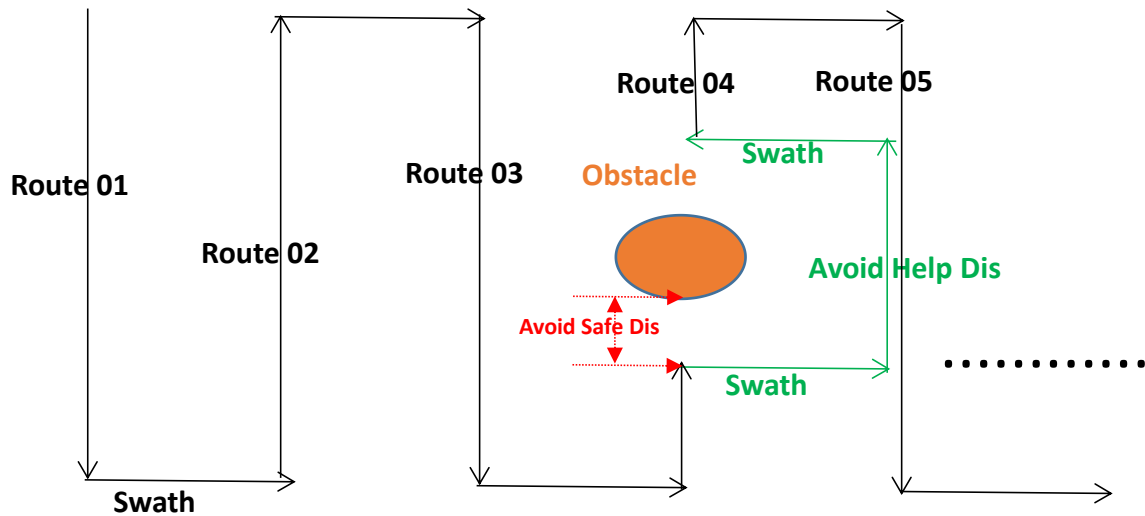 Route 04
Route 05
Swath
Route 01
Route 03
Obstacle
Route 02
Avoid Help Dis
Avoid Safe Dis
Swath
Swath